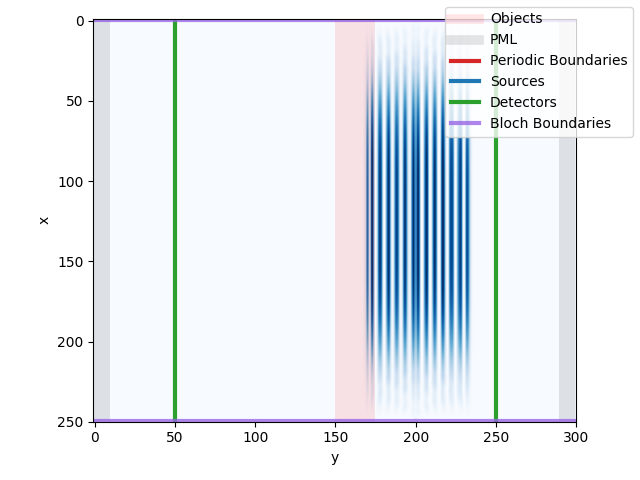 Objects
PML
Periodic Boundaries
Sources
Detectors
Bloch Boundaries
0
50
100
150
200
250
x
0 50 100 150 200 250 300
y